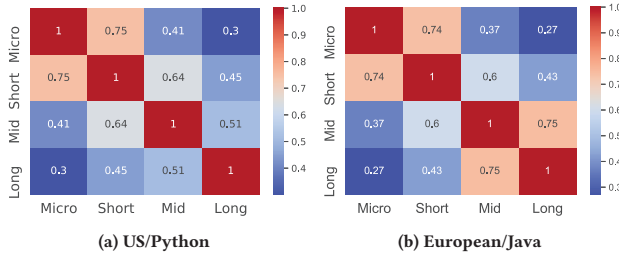 Micro 1 0.75 0.41 0.3
Short 0.75 1 0.64 0.45
Mid 0.41 0.64 1 0.51
Long 0.3 0.45 0.51 1
Micro Short Mid Long
1.0
0.9
0.8
0.7
0.6
0.5
0.4
(a) US/Python
Micro 1 0.74 0.37 0.27
Short 0.74 1 0.6 0.43
Mid 0.37 0.6 1 0.75
Long 0.27 0.43 0.75 1
Micro Short Mid Long
1.0
0.9
0.8
0.7
0.6
0.5
0.4
0.3
(b) European/Java